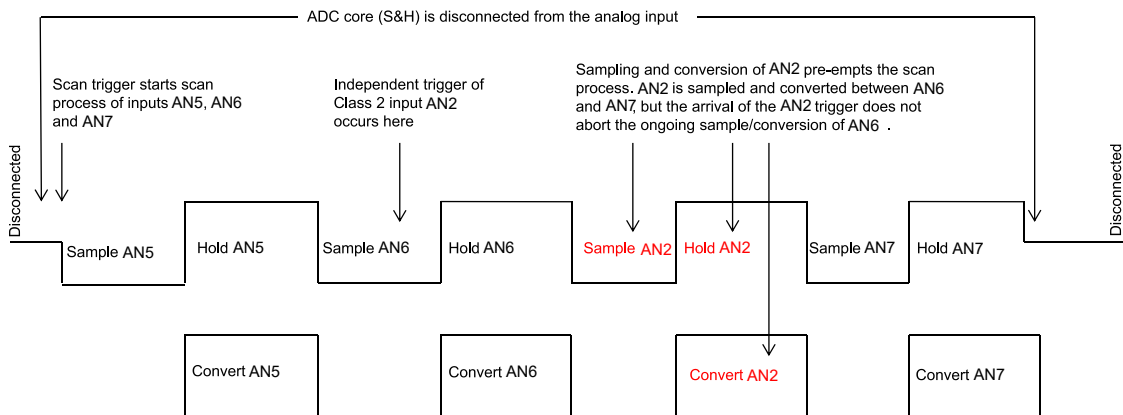 ADC core (S&H) is disconnected from the analog input
Scan trigger starts scan
process of inputs AN5, AN6
and AN7
Independent trigger of
Class 2 input AN2
occurs here
Sampling and conversion of AN2 pre-empts the scan
process. AN2 is sampled and converted between AN6
and AN7, but the arrival of the AN2 trigger does not
abort the ongoing sample/conversion of AN6 .
Disconnected
Sample AN5
Hold AN5
Sample AN6
Hold AN6
Sample AN2
Hold AN2
Sample AN7
Hold AN7
Disconnected
Convert AN5
Convert AN6
Convert AN2
Convert AN7